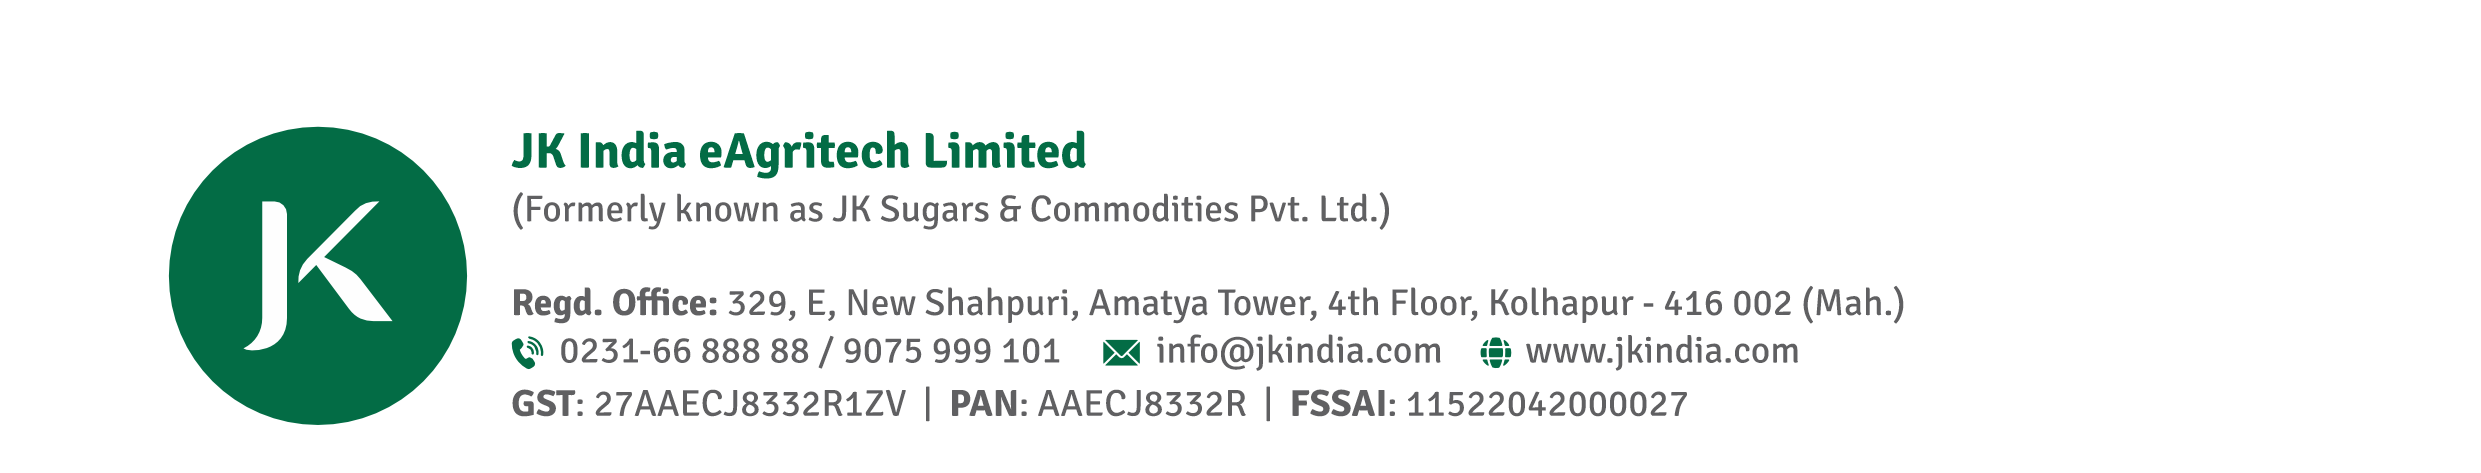 JK
JK India eAgritech Limited
(Formerly known as JK Sugars & Commodities Pvt. Ltd.)
Regd. Office: 329, E, New Shahpuri, Amatya Tower, 4th Floor, Kolhapur - 416 002 (Mah.)
0231-66 888 88 / 9075 999 101 info@jkindia.com www.jkindia.com
GST: 27AAECJ8332R1ZV | PAN: AAECJ8332R | FSSAI: 11522042000027